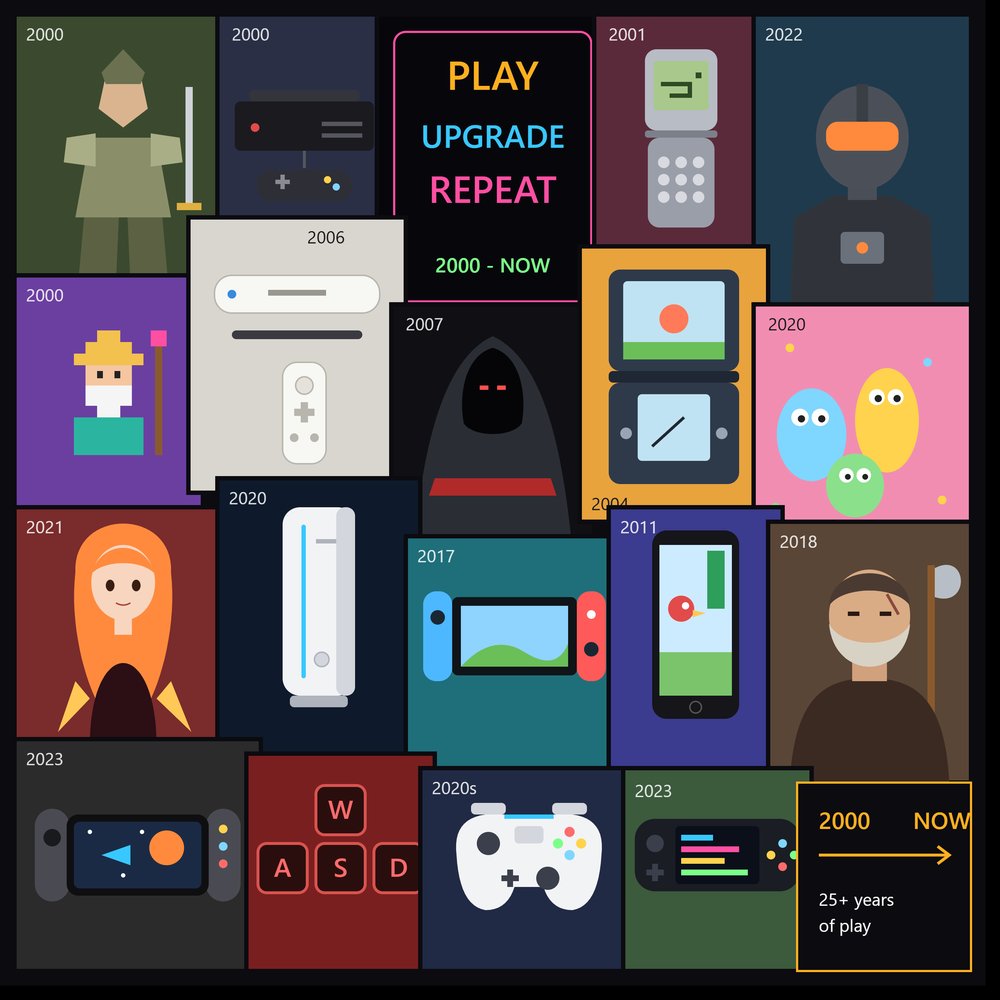 2000
2000
PLAY
UPGRADE
REPEAT
2000 - NOW
2001
2022
2000
2006
2007
2004
2020
2021
2020
2017
2011
2018
2023
W
A S D
2020s
2023
2000 NOW
25+ years
of play